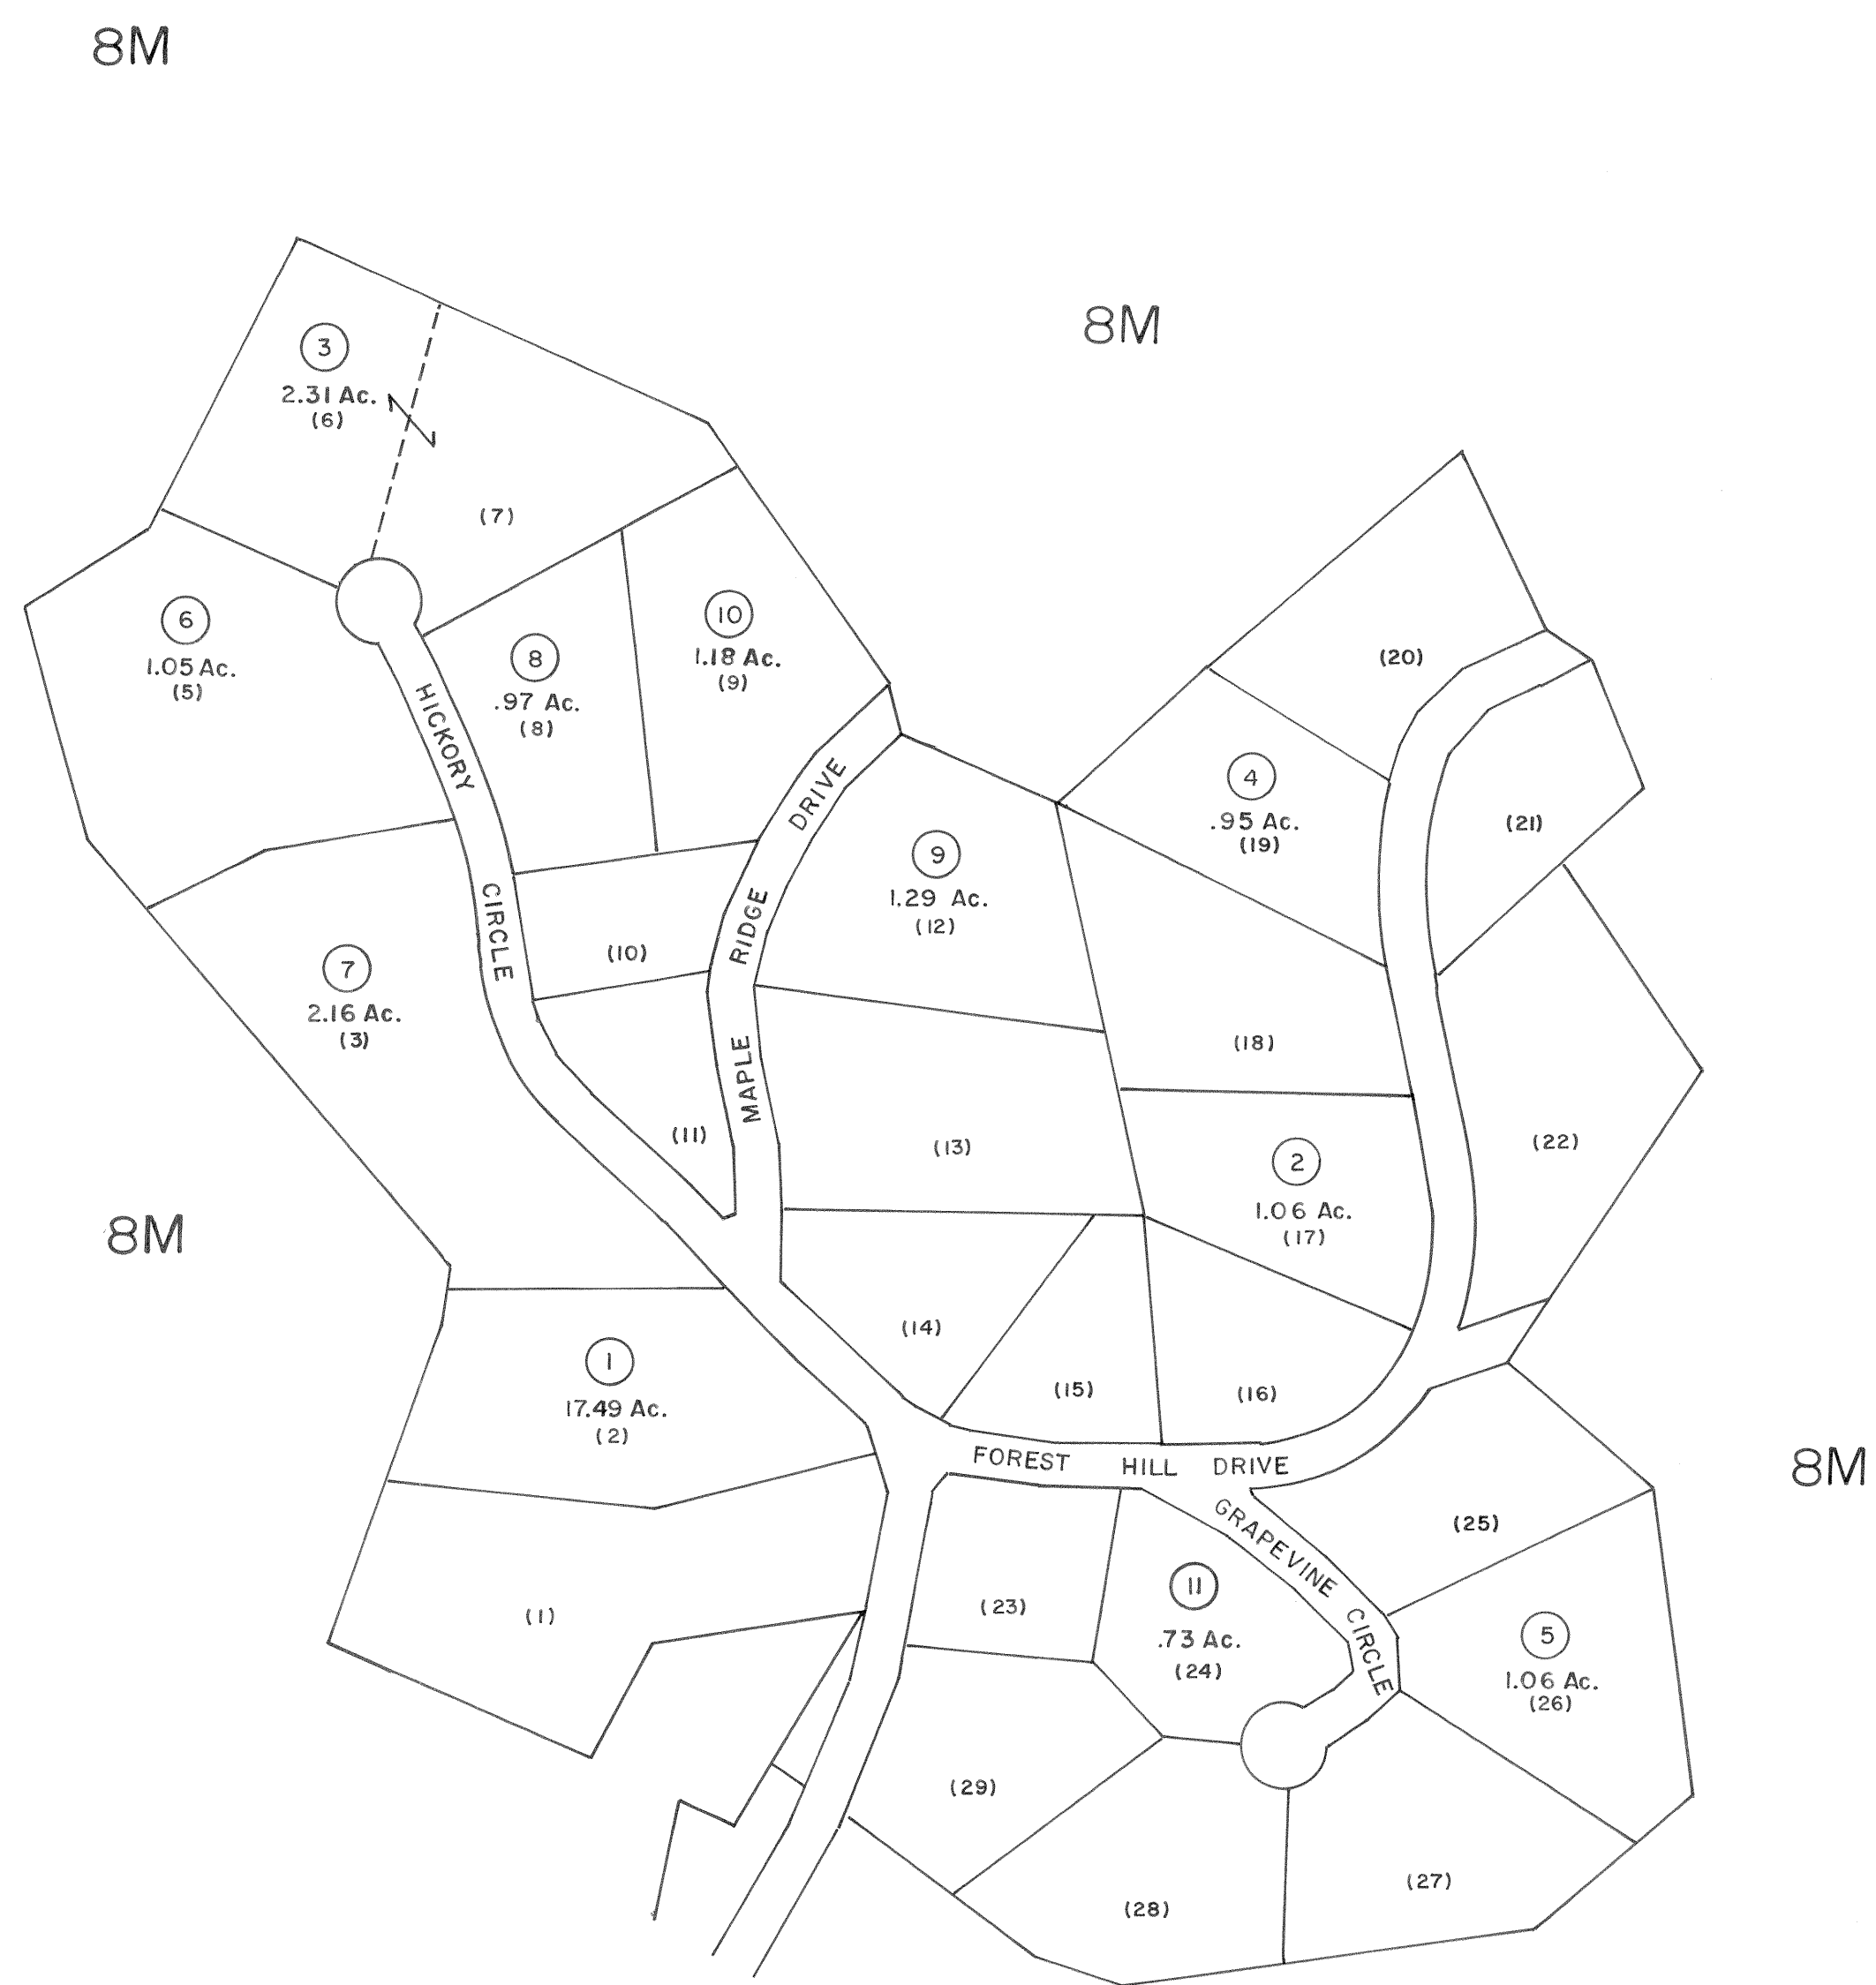 8M
8M
3
2.31 Ac.
(6)
(7)
6
1.05 Ac.
(5)
8
.97 Ac.
(8)
10
1.18 Ac.
(9)
HICKORY
CIRCLE
(20)
4
.95 Ac.
(19)
(21)
MAPLE RIDGE DRIVE
9
1.29 Ac.
(12)
7
2.16 Ac.
(3)
(10)
(18)
(11)
(13)
2
1.06 Ac.
(17)
(22)
8M
1
17.49 Ac.
(2)
(14)
(15)
(16)
FOREST HILL DRIVE
8M
GRAPEVINE CIRCLE
(25)
(1)
(23)
11
.73 Ac.
(24)
5
1.06 Ac.
(26)
(29)
(28)
(27)